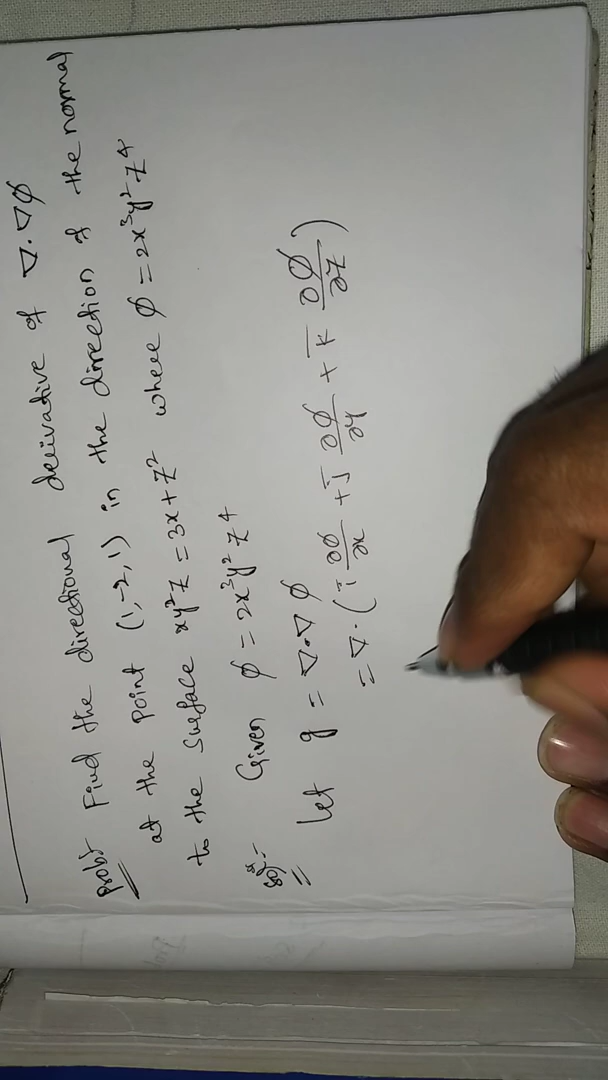 Prob:- Find the directional derivative of ∇.∇φ
at the point (1,-2,1) in the direction of the normal
to the surface xy²z = 3x+z² where φ = 2x³y²z⁴
Solⁿ:- Given φ = 2x³y²z⁴
Let g = ∇.∇φ
= ∇.(i̅ ∂φ/∂x + j̅ ∂φ/∂y + k̅ ∂φ/∂z)